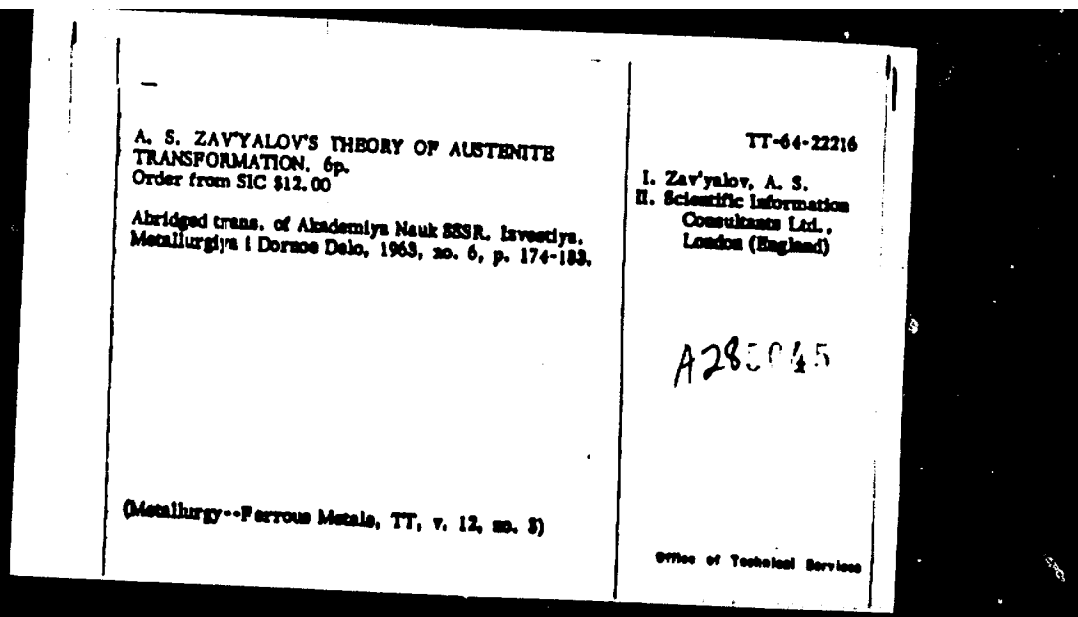 A. S. ZAV'YALOV'S THEORY OF AUSTENITE
TRANSFORMATION. 6p.
Order from SIC $12.00
Abridged trans. of Akademiya Nauk SSSR. Izvestiya.
Metallurgiya i Gornoe Delo, 1963, no. 6, p. 174-183.
(Metallurgy--Ferrous Metals, TT, v. 12, no. 3)
TT-64-22216
I. Zav'yalov, A. S.
II. Scientific Information
Consultants Ltd.,
London (England)
Office of Technical Services